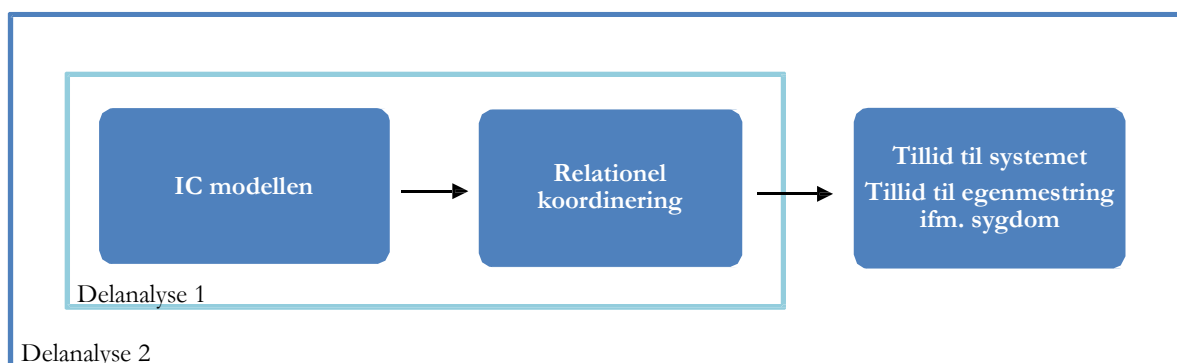 IC modellen
Relationel
koordinering
Tillid til systemet
Tillid til egenmestring
ifm. sygdom
Delanalyse 1
Delanalyse 2